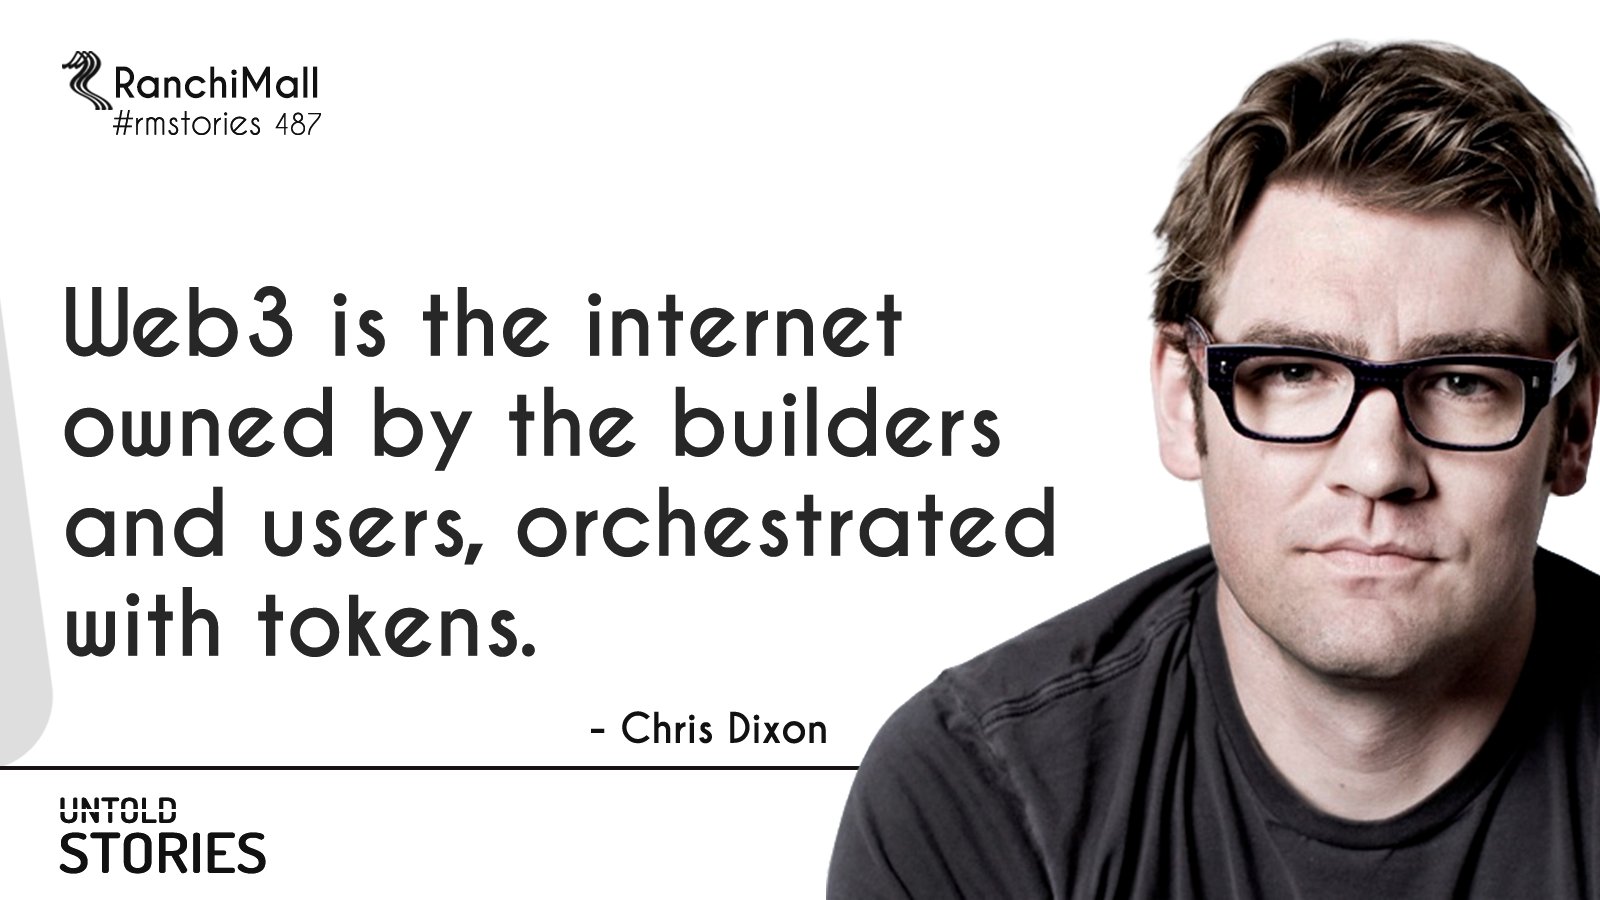 RanchiMall
#rmstories 487
Web3 is the internet
owned by the builders
and users, orchestrated
with tokens.
- Chris Dixon
UNTOLD
STORIES